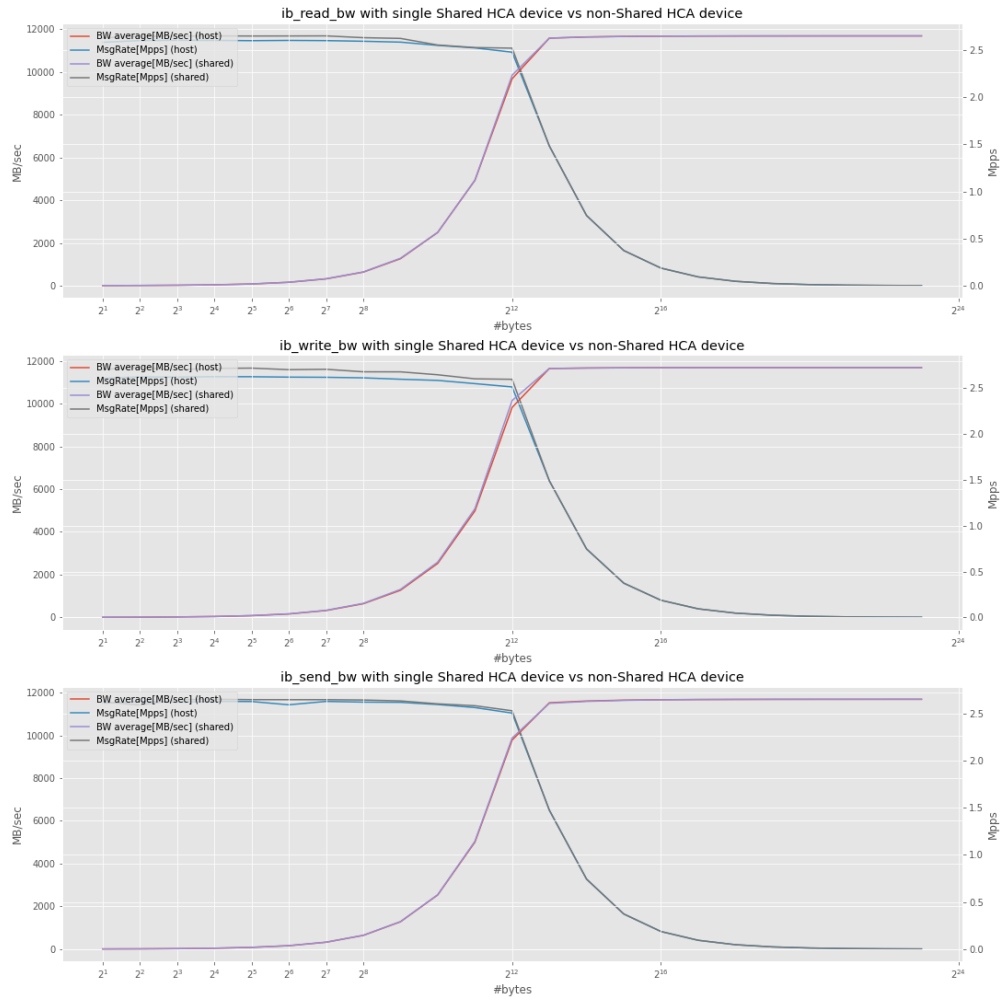 ib_read_bw with single Shared HCA device vs non-Shared HCA device
BW average[MB/sec] (host)
MsgRate[Mpps] (host)
BW average[MB/sec] (shared)
MsgRate[Mpps] (shared)
12000
10000
8000
6000
4000
2000
0
MB/sec
2.5
2.0
1.5
1.0
0.5
0.0
Mpps
2^1 2^2 2^3 2^4 2^5 2^6 2^7 2^8 2^12 2^16 2^24
#bytes
ib_write_bw with single Shared HCA device vs non-Shared HCA device
BW average[MB/sec] (host)
MsgRate[Mpps] (host)
BW average[MB/sec] (shared)
MsgRate[Mpps] (shared)
12000
10000
8000
6000
4000
2000
0
MB/sec
2.5
2.0
1.5
1.0
0.5
0.0
Mpps
2^1 2^2 2^3 2^4 2^5 2^6 2^7 2^8 2^12 2^16 2^24
#bytes
ib_send_bw with single Shared HCA device vs non-Shared HCA device
BW average[MB/sec] (host)
MsgRate[Mpps] (host)
BW average[MB/sec] (shared)
MsgRate[Mpps] (shared)
12000
10000
8000
6000
4000
2000
0
MB/sec
2.5
2.0
1.5
1.0
0.5
0.0
Mpps
2^1 2^2 2^3 2^4 2^5 2^6 2^7 2^8 2^12 2^16 2^24
#bytes